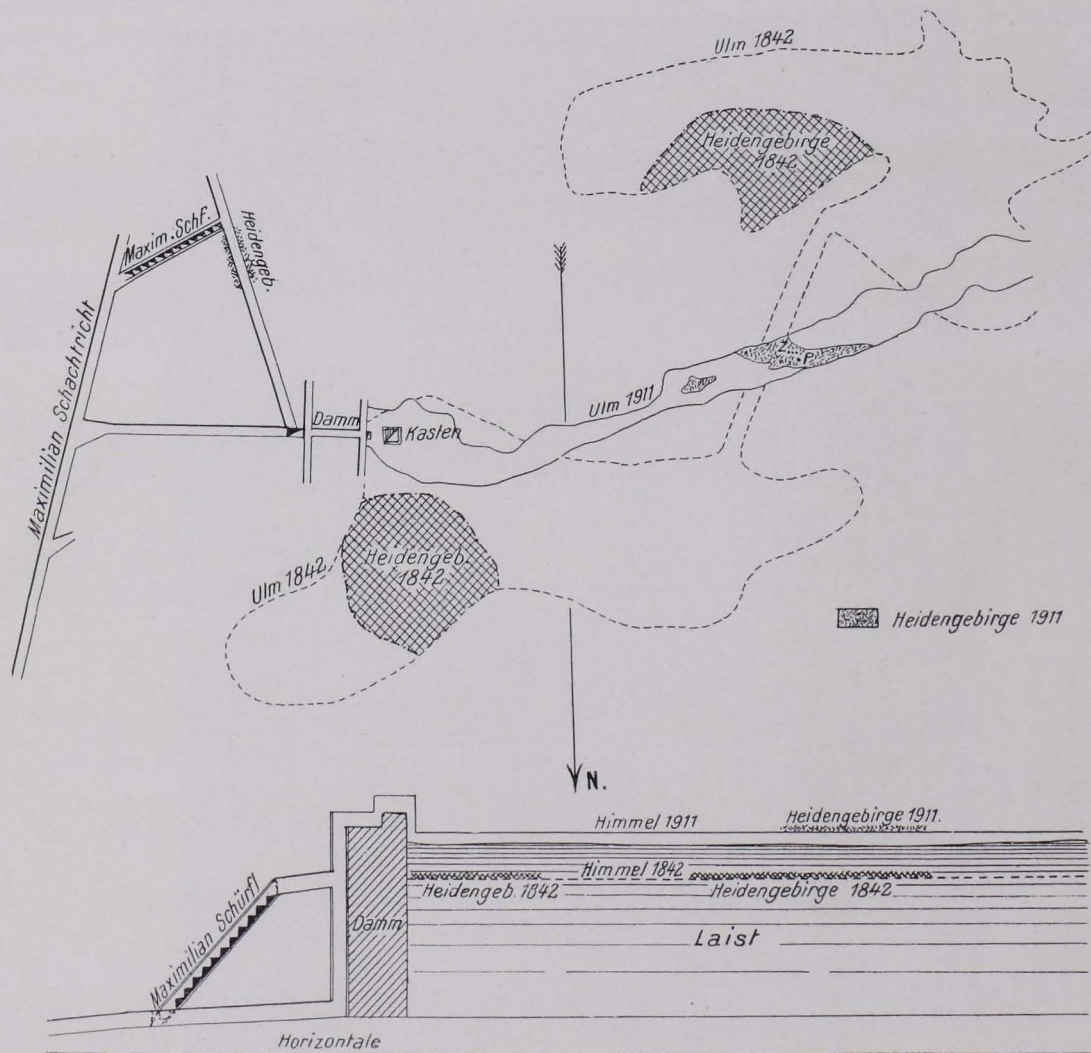 Ulm 1842
Heidengebirge
1842
Maxim. Schf.
Heidengeb.
Maximilian Schachtricht
Damm
Kasten
Ulm 1911
Z.
P.
Heidengeb.
1842
Ulm 1842
Heidengebirge 1911
N.
Himmel 1911
Heidengebirge 1911.
Himmel 1842
Heidengeb. 1842
Heidengebirge 1842
Maximilian Schürfl
Damm
Laist
Horizontale